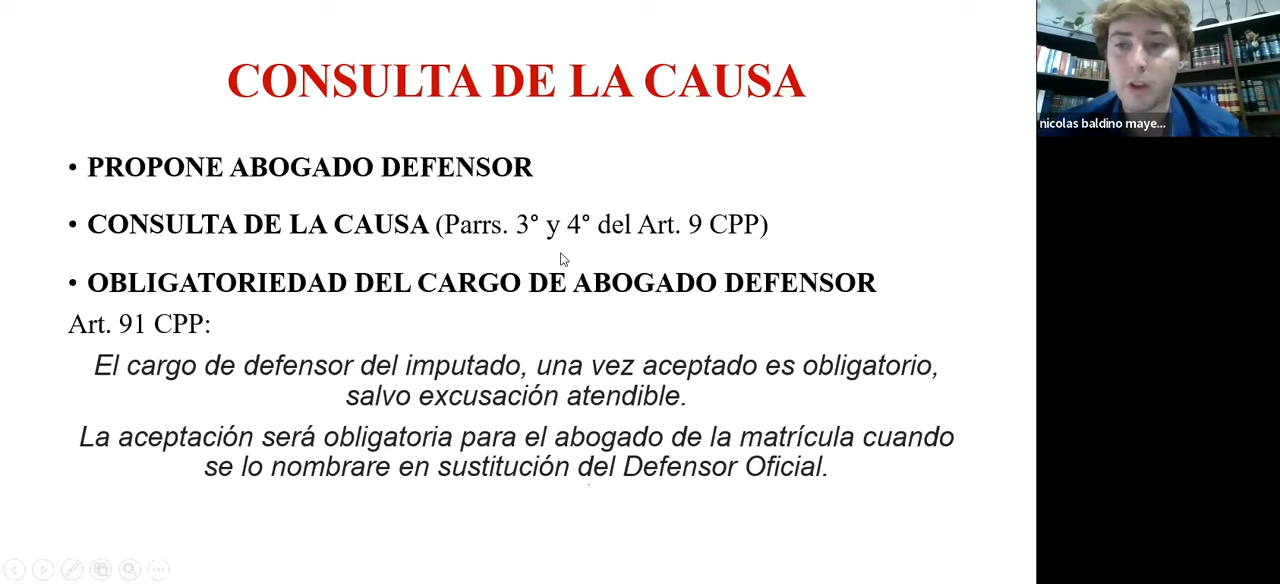 CONSULTA DE LA CAUSA
• PROPONE ABOGADO DEFENSOR
• CONSULTA DE LA CAUSA (Parrs. 3° y 4° del Art. 9 CPP)
• OBLIGATORIEDAD DEL CARGO DE ABOGADO DEFENSOR
Art. 91 CPP:
El cargo de defensor del imputado, una vez aceptado es obligatorio,
salvo excusación atendible.
La aceptación será obligatoria para el abogado de la matrícula cuando
se lo nombrare en sustitución del Defensor Oficial.
nicolas baldino maye...